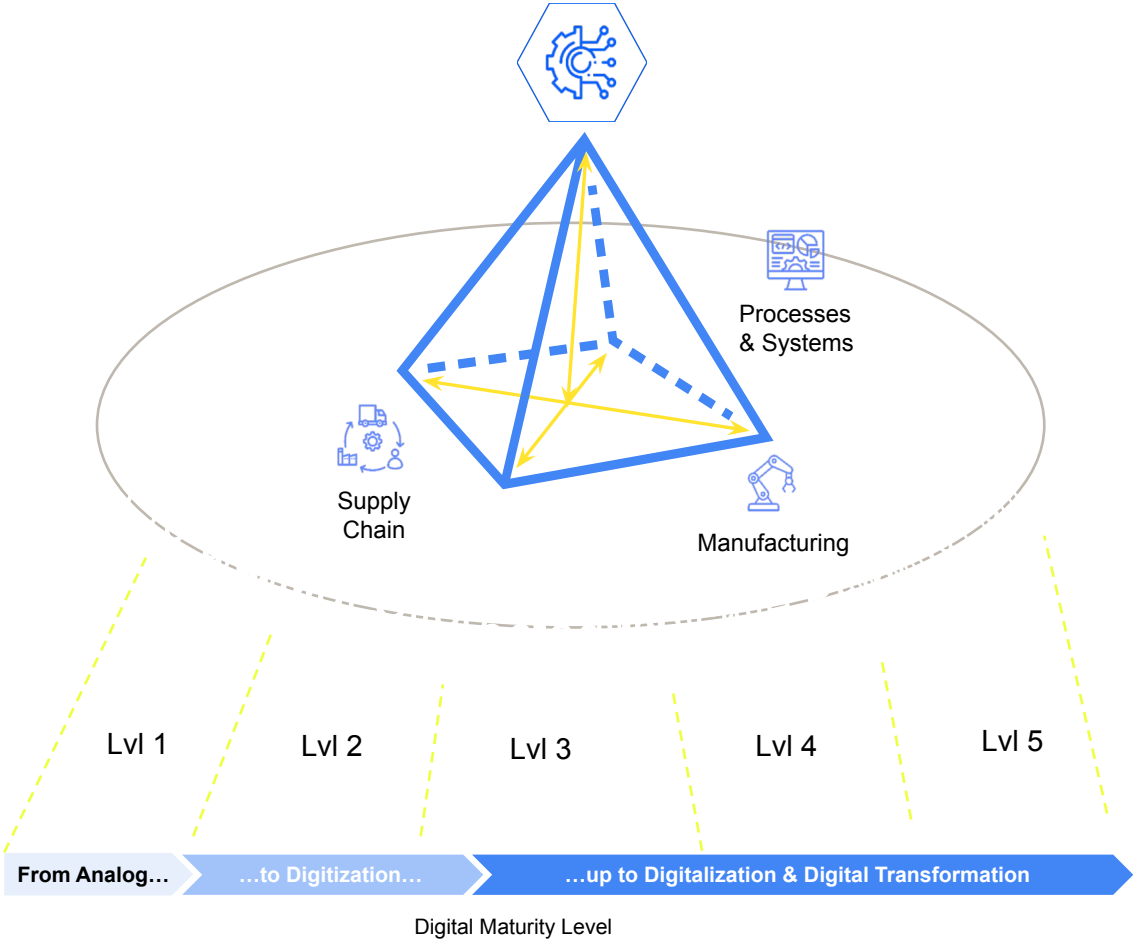 Processes
& Systems
Supply
Chain
Manufacturing
Lvl 1
Lvl 2
Lvl 3
Lvl 4
Lvl 5
From Analog…
…to Digitization…
…up to Digitalization & Digital Transformation
Digital Maturity Level